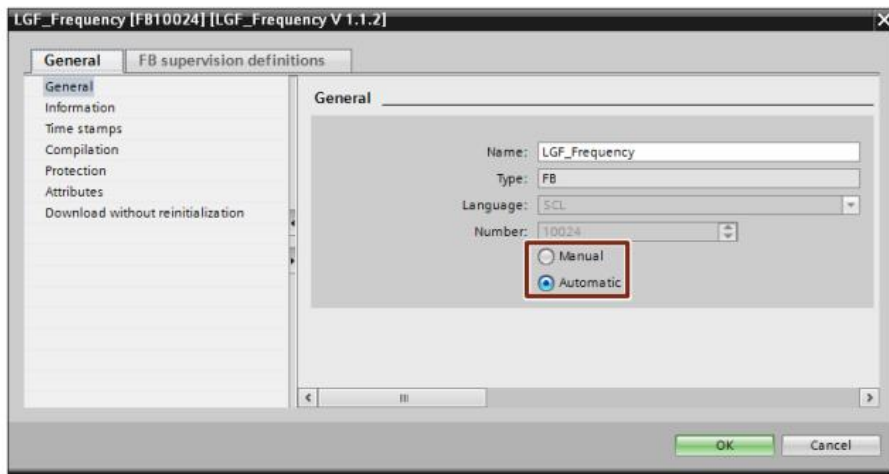 LGF_Frequency [FB10024] [LGF_Frequency V 1.1.2]
General
FB supervision definitions
General
Information
Time stamps
Compilation
Protection
Attributes
Download without reinitialization
General
Name: LGF_Frequency
Type: FB
Language: SCL
Number: 10024
Manual
Automatic
OK
Cancel